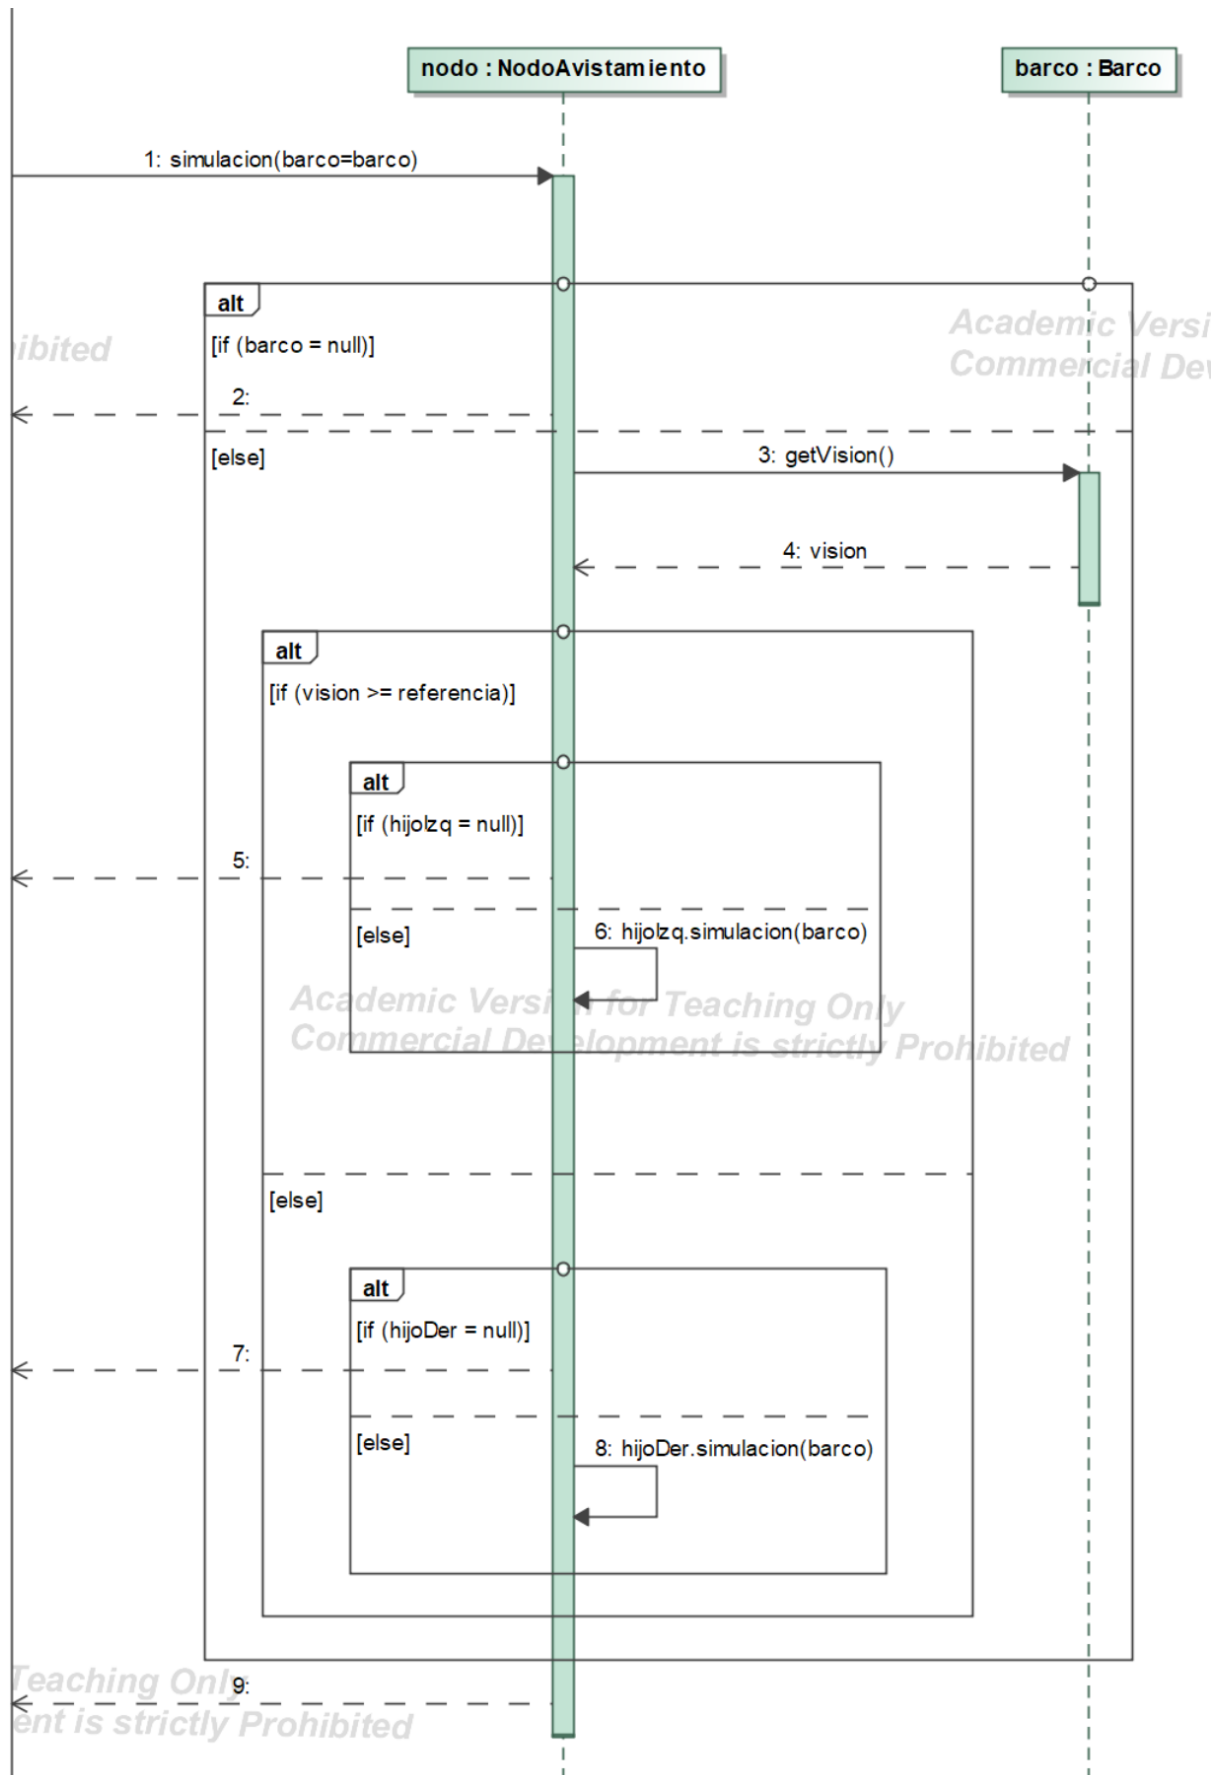 nodo : NodoAvistamiento
barco : Barco
1: simulacion(barco=barco)
alt
Academic Versi
ibited
[if (barco = null)]
Commercial Dev
2:
[else]
3: getVision()
4: vision
alt
[if (vision >= referencia)]
alt
[if (hijoIzq = null)]
5:
[else]
6: hijoIzq.simulacion(barco)
Academic Version for Teaching Only
Commercial Development is strictly Prohibited
[else]
alt
[if (hijoDer = null)]
7:
[else]
8: hijoDer.simulacion(barco)
Teaching Only
9:
ent is strictly Prohibited